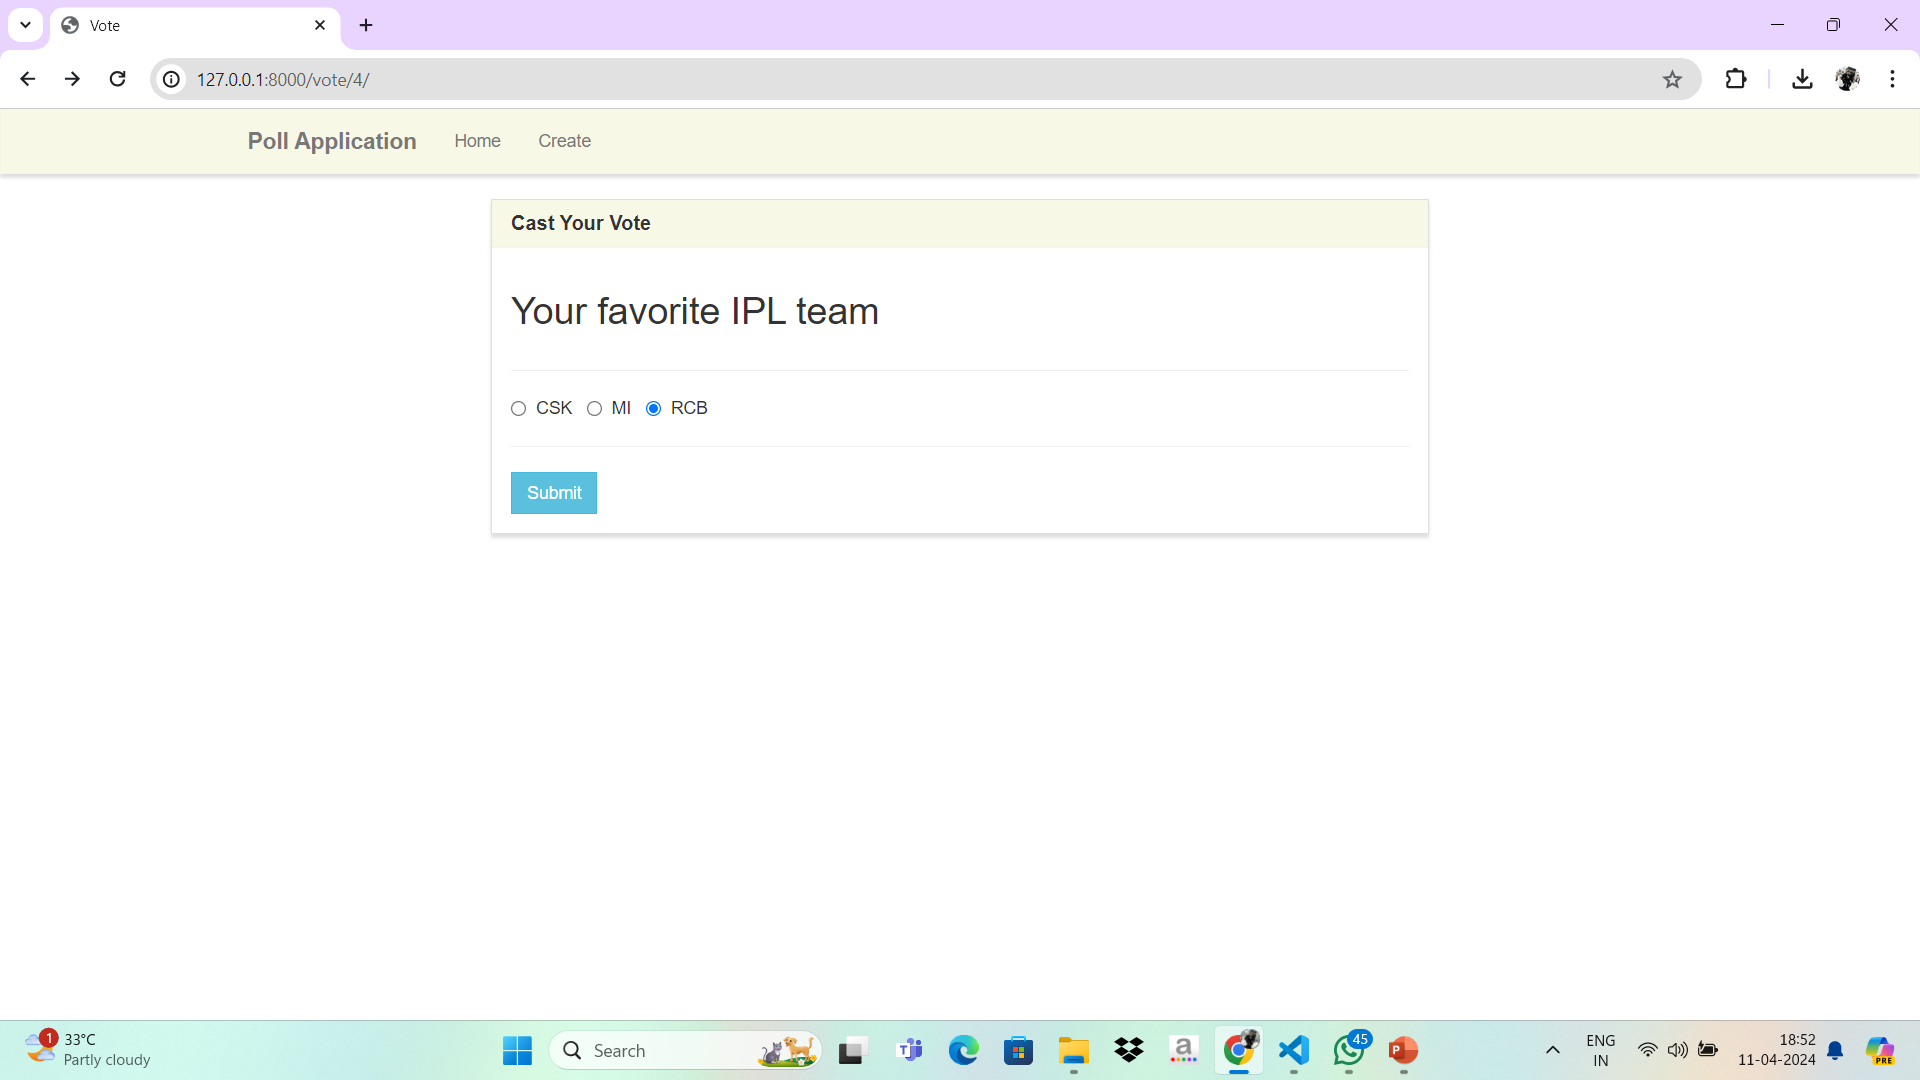 Vote
127.0.0.1:8000/vote/4/
Poll Application Home Create
Cast Your Vote
Your favorite IPL team
CSK MI RCB
Submit
1
33°C
Partly cloudy
Search
T
a
45
P
ENG
IN
18:52
11-04-2024
PRE